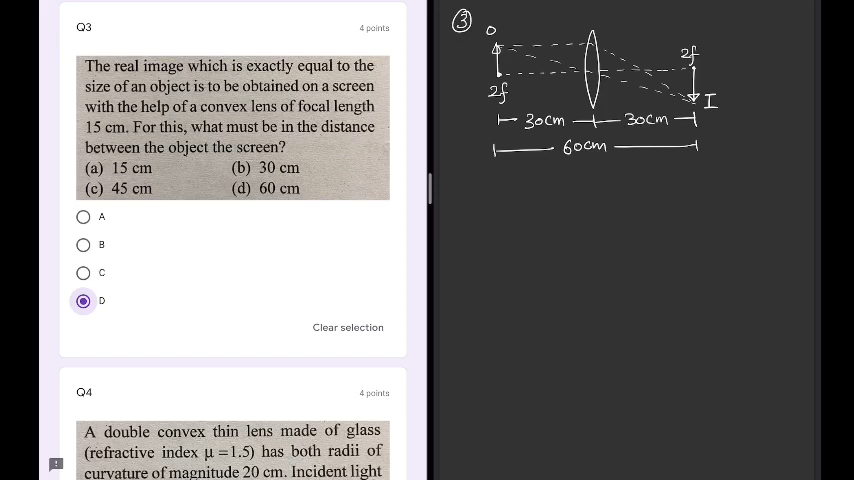 Q3
4 points
The real image which is exactly equal to the
size of an object is to be obtained on a screen
with the help of a convex lens of focal length
15 cm. For this, what must be in the distance
between the object the screen?
(a) 15 cm (b) 30 cm
(c) 45 cm (d) 60 cm
A
B
C
D
Clear selection
Q4
4 points
A double convex thin lens made of glass
(refractive index μ = 1.5) has both radii of
curvature of magnitude 20 cm. Incident light
③
O
2f
2f
I
30cm
30cm
60cm